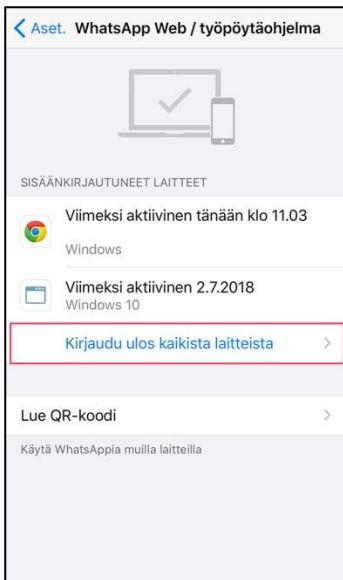 Aset. WhatsApp Web / työpöytäohjelma
SISÄÄNKIRJAUTUNEET LAITTEET
Viimeksi aktiivinen tänään klo 11.03
Windows
Viimeksi aktiivinen 2.7.2018
Windows 10
Kirjaudu ulos kaikista laitteista
Lue QR-koodi
Käytä WhatsAppia muilla laitteilla